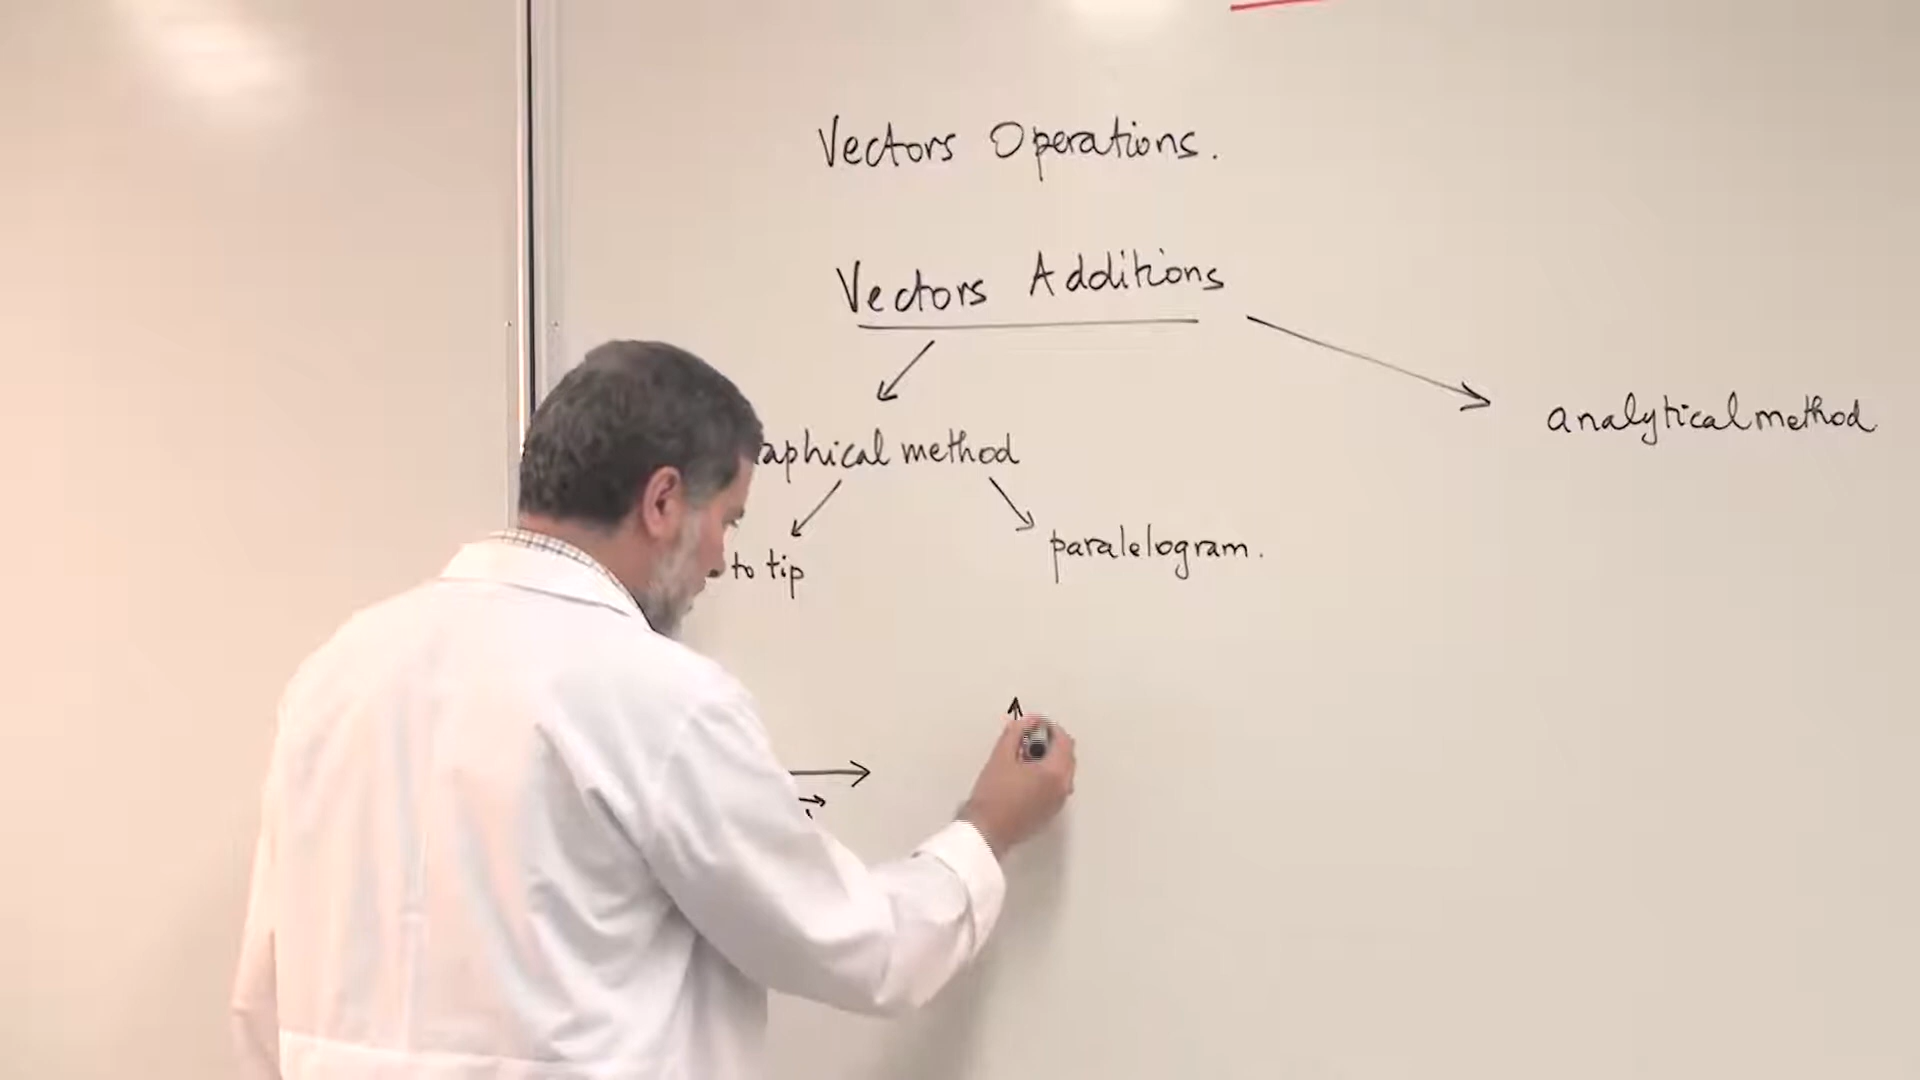 Vectors Operations.
Vectors Additions
analytical method
aphical method
to tip
paralelogram.